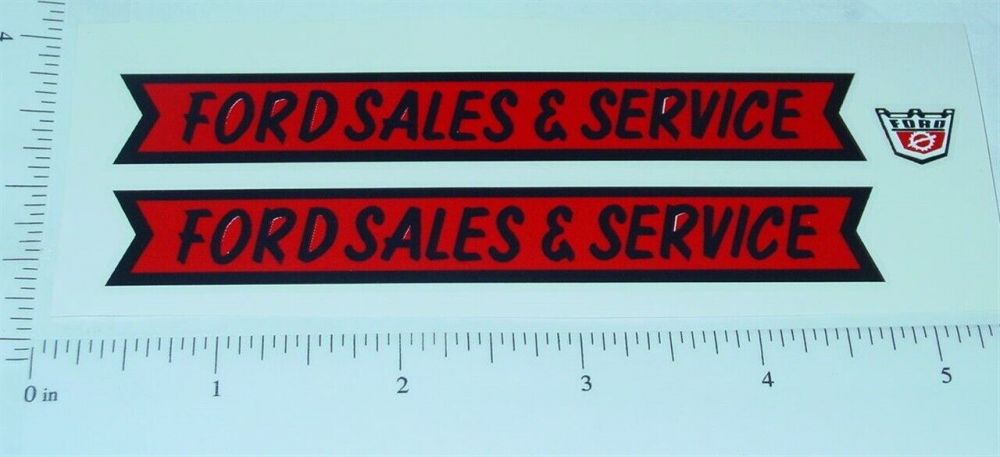 4
FORD SALES & SERVICE
FORD
FORD SALES & SERVICE
0 in 1 2 3 4 5